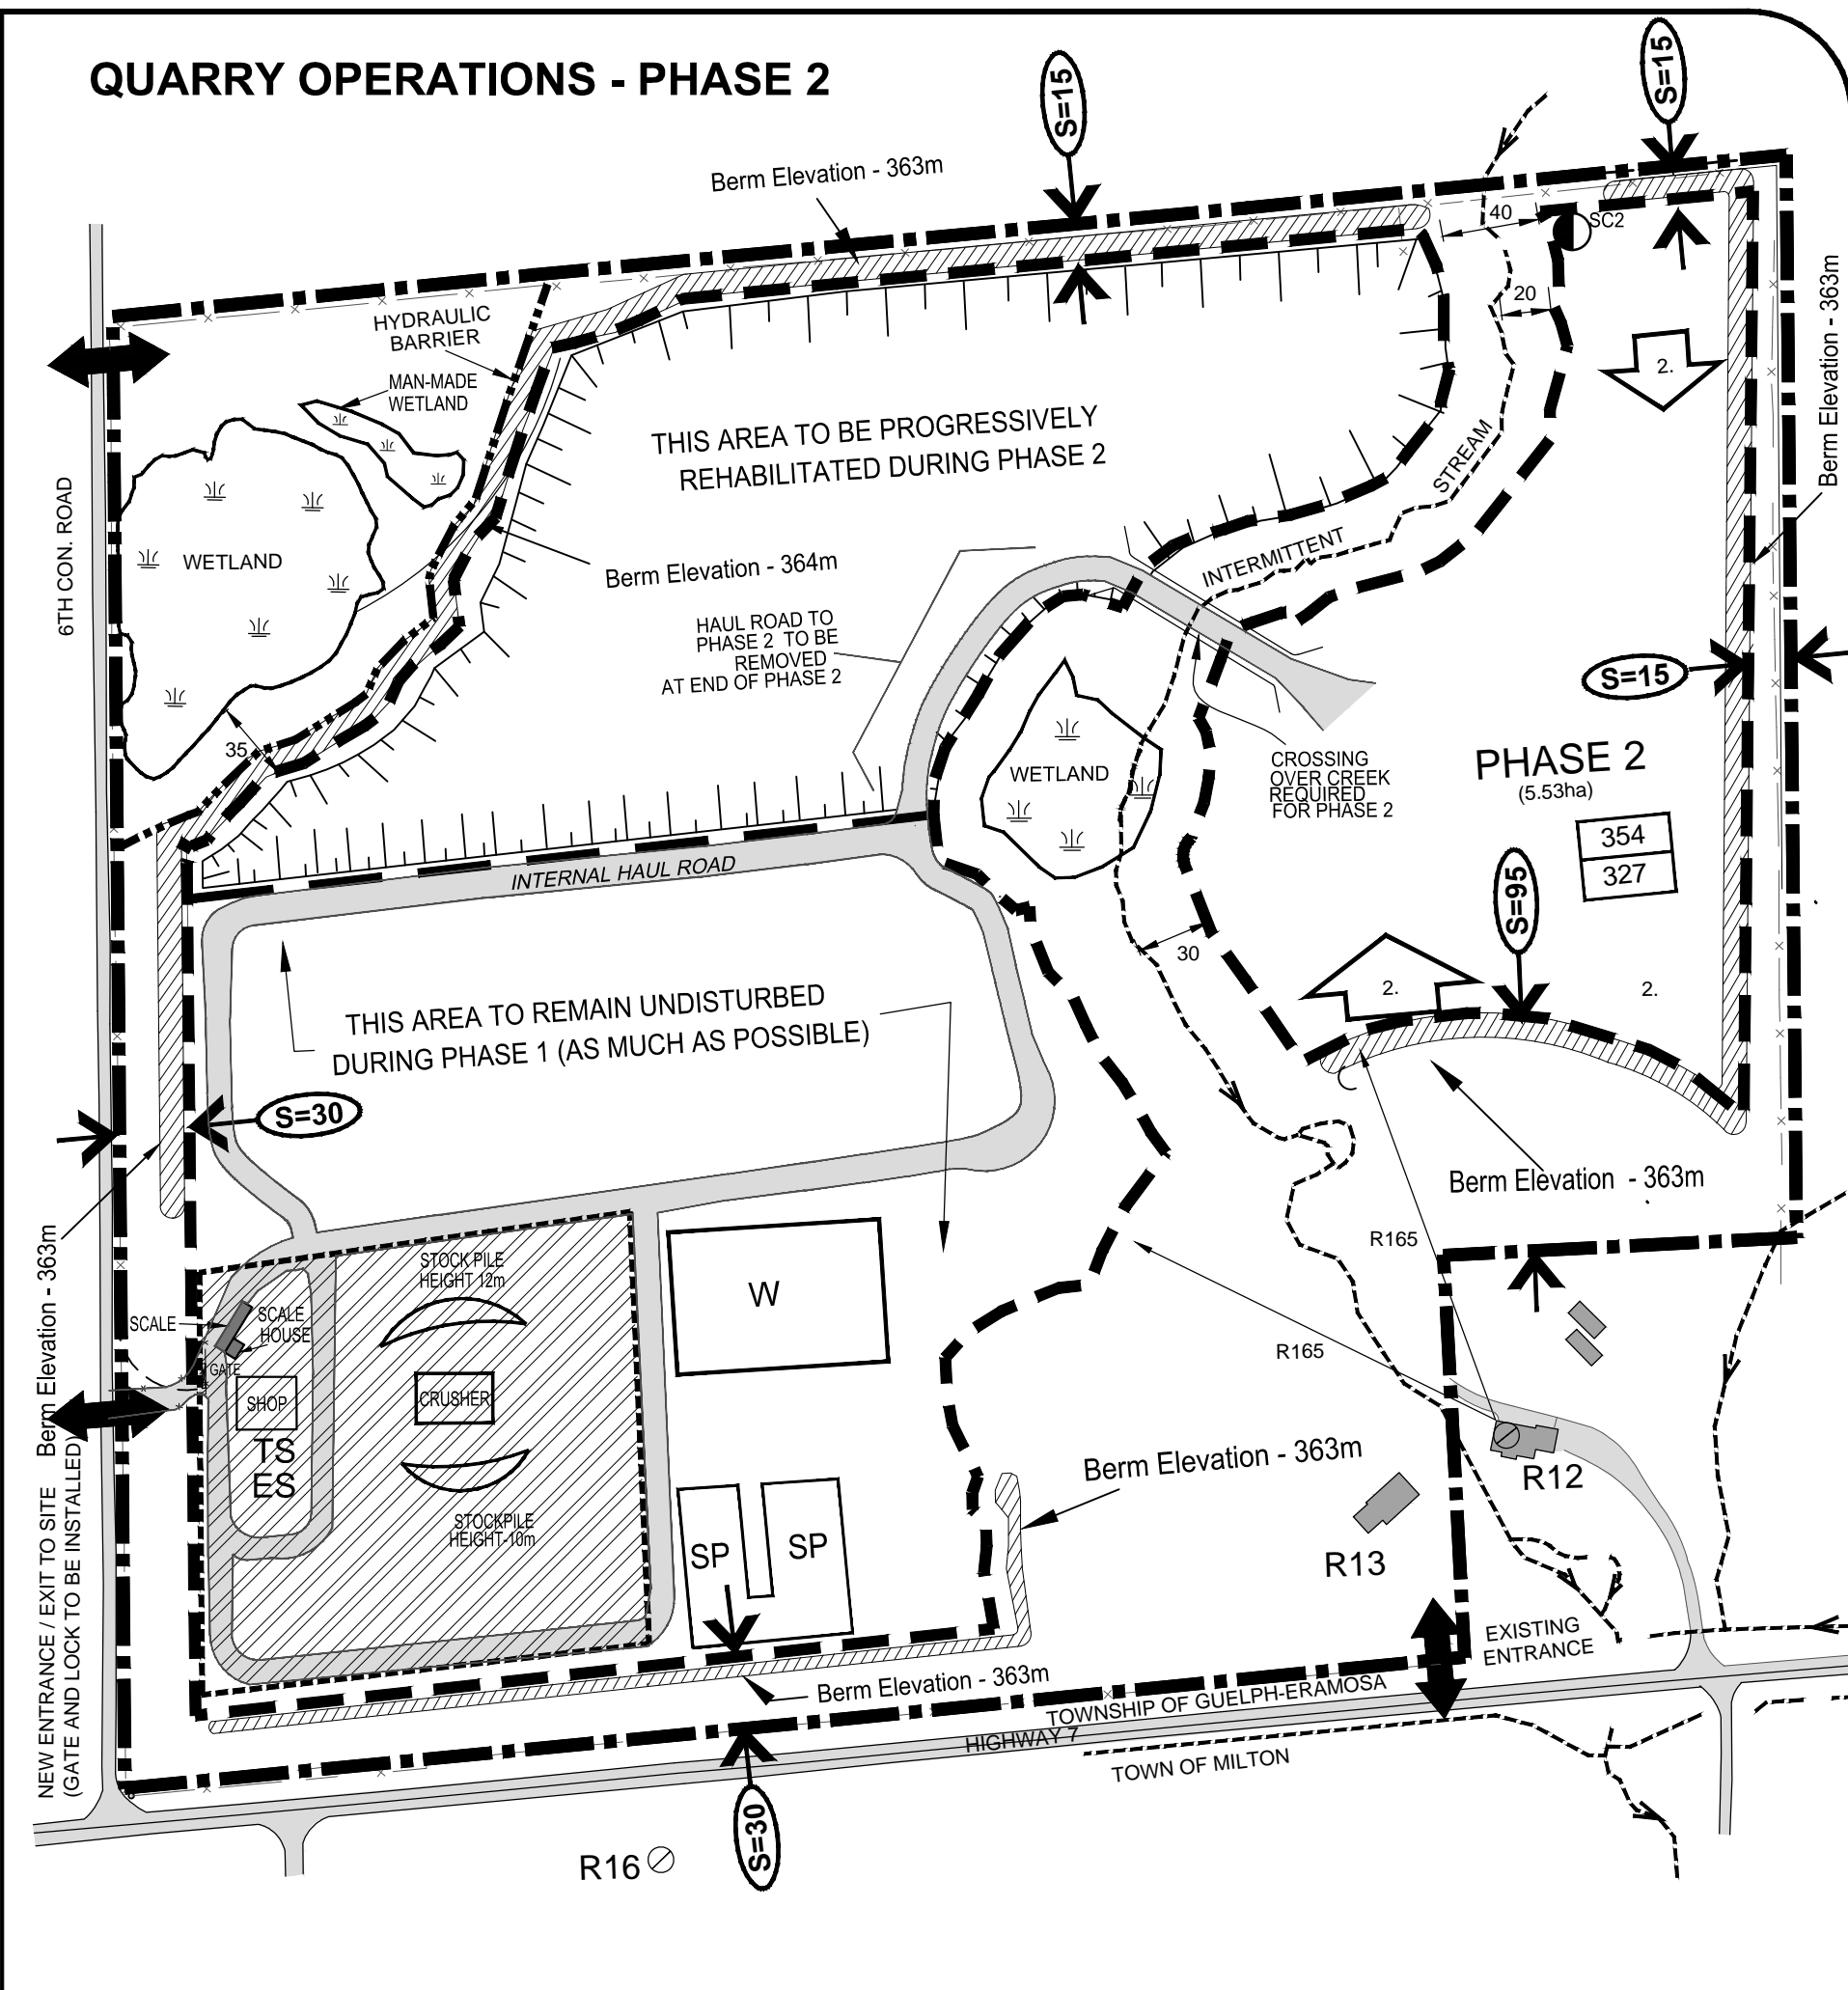 QUARRY OPERATIONS - PHASE 2
S=15
S=15
Berm Elevation - 363m
40
SC2
20
2.
Berm Elevation - 363m
HYDRAULIC
BARRIER
MAN-MADE
WETLAND
THIS AREA TO BE PROGRESSIVELY
REHABILITATED DURING PHASE 2
STREAM
INTERMITTENT
6TH CON. ROAD
WETLAND
Berm Elevation - 364m
HAUL ROAD TO
PHASE 2 TO BE
REMOVED
AT END OF PHASE 2
S=15
35
WETLAND
CROSSING
OVER CREEK
REQUIRED
FOR PHASE 2
PHASE 2
(5.53ha)
354
327
INTERNAL HAUL ROAD
S=95
30
2.
2.
THIS AREA TO REMAIN UNDISTURBED
DURING PHASE 1 (AS MUCH AS POSSIBLE)
S=30
Berm Elevation - 363m
R165
STOCK PILE
HEIGHT 12m
W
SCALE
SCALE
HOUSE
GATE
SHOP
CRUSHER
TS
ES
R165
Berm Elevation - 363m
R12
STOCKPILE
HEIGHT-10m
SP
SP
R13
Berm Elevation - 363m
NEW ENTRANCE / EXIT TO SITE
(GATE AND LOCK TO BE INSTALLED)
EXISTING
ENTRANCE
Berm Elevation - 363m
TOWNSHIP OF GUELPH-ERAMOSA
HIGHWAY 7
TOWN OF MILTON
S=30
R16